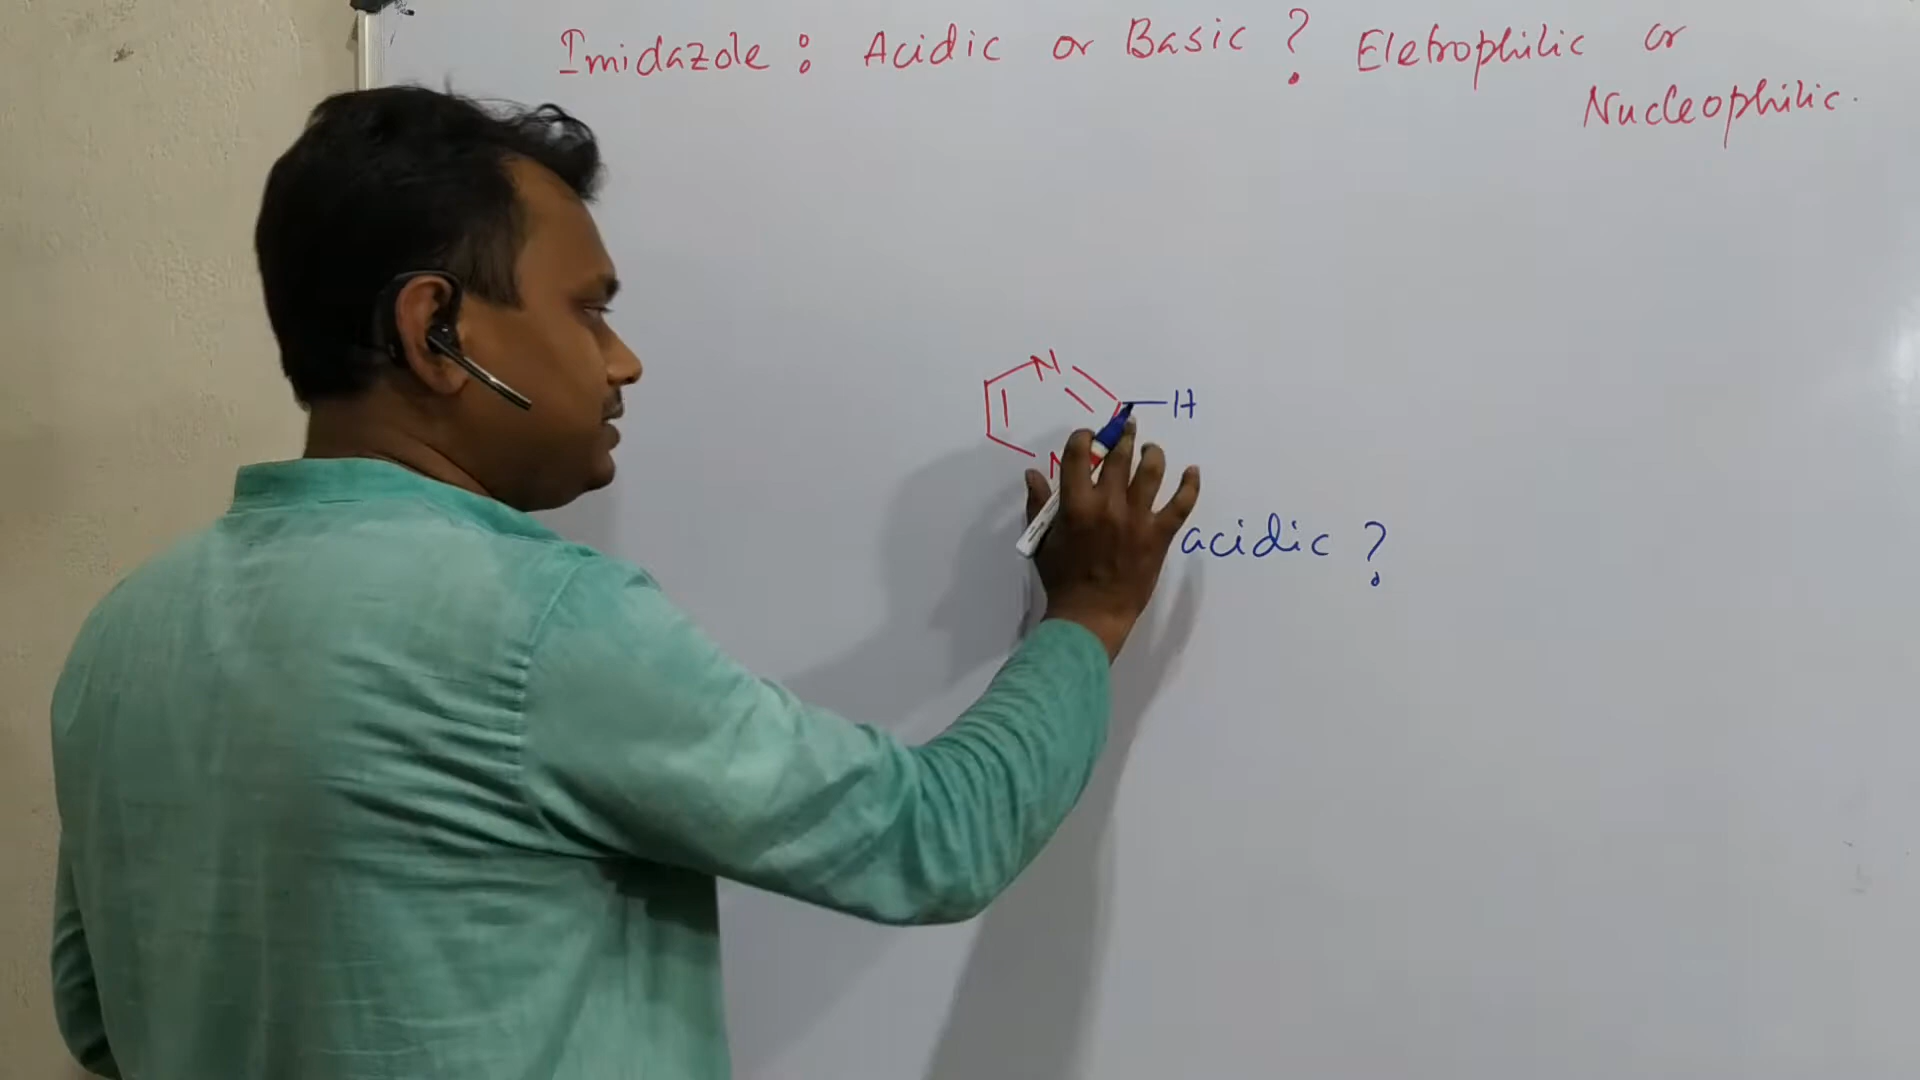 Imidazole : Acidic or Basic ? Eletrophilic or
Nucleophilic.
N
H
N
acidic ?